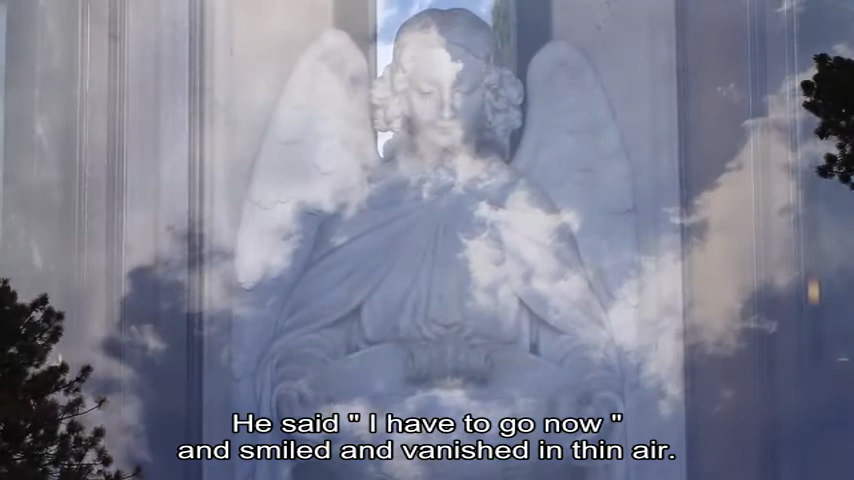 He said " I have to go now "
and smiled and vanished in thin air.